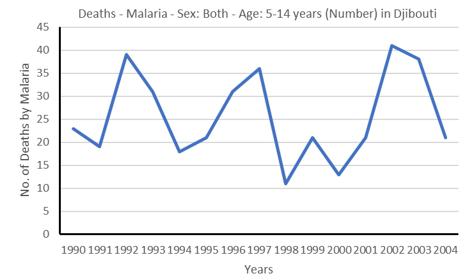 Deaths - Malaria - Sex: Both - Age: 5-14 years (Number) in Djibouti
45
40
35
30
25
20
15
10
5
0
No. of Deaths by Malaria
1990 1991 1992 1993 1994 1995 1996 1997 1998 1999 2000 2001 2002 2003 2004
Years